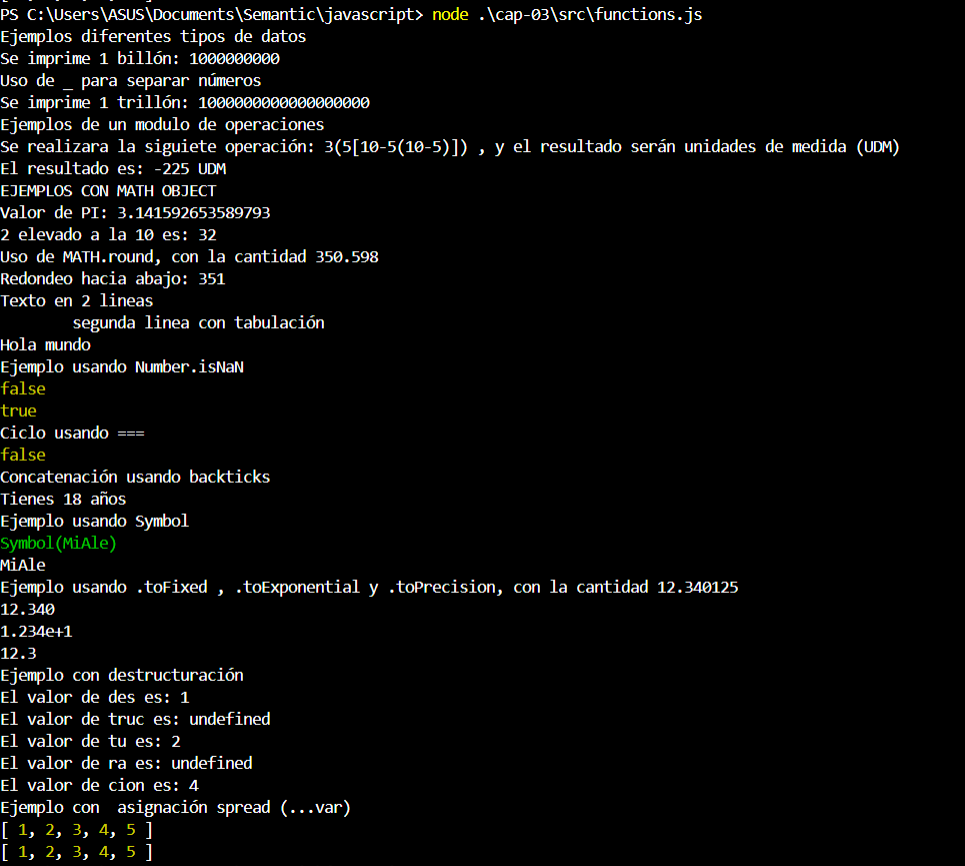 PS C:\Users\ASUS\Documents\Semantic\javascript> node .\cap-03\src\functions.js
Ejemplos diferentes tipos de datos
Se imprime 1 billón: 1000000000
Uso de _ para separar números
Se imprime 1 trillón: 1000000000000000000
Ejemplos de un modulo de operaciones
Se realizara la siguiete operación: 3(5[10-5(10-5)]) , y el resultado serán unidades de medida (UDM)
El resultado es: -225 UDM
EJEMPLOS CON MATH OBJECT
Valor de PI: 3.141592653589793
2 elevado a la 10 es: 32
Uso de MATH.round, con la cantidad 350.598
Redondeo hacia abajo: 351
Texto en 2 lineas
        segunda linea con tabulación
Hola mundo
Ejemplo usando Number.isNaN
false
true
Ciclo usando ===
false
Concatenación usando backticks
Tienes 18 años
Ejemplo usando Symbol
Symbol(MiAle)
MiAle
Ejemplo usando .toFixed , .toExponential y .toPrecision, con la cantidad 12.340125
12.340
1.234e+1
12.3
Ejemplo con destructuración
El valor de des es: 1
El valor de truc es: undefined
El valor de tu es: 2
El valor de ra es: undefined
El valor de cion es: 4
Ejemplo con  asignación spread (...var)
[ 1, 2, 3, 4, 5 ]
[ 1, 2, 3, 4, 5 ]